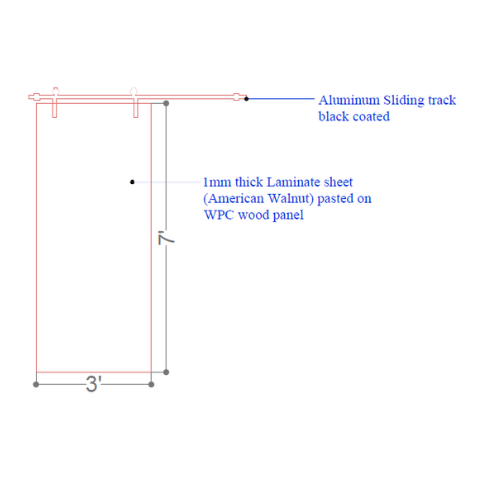 Aluminum Sliding track
black coated
1mm thick Laminate sheet
(American Walnut) pasted on
WPC wood panel
7'
3'